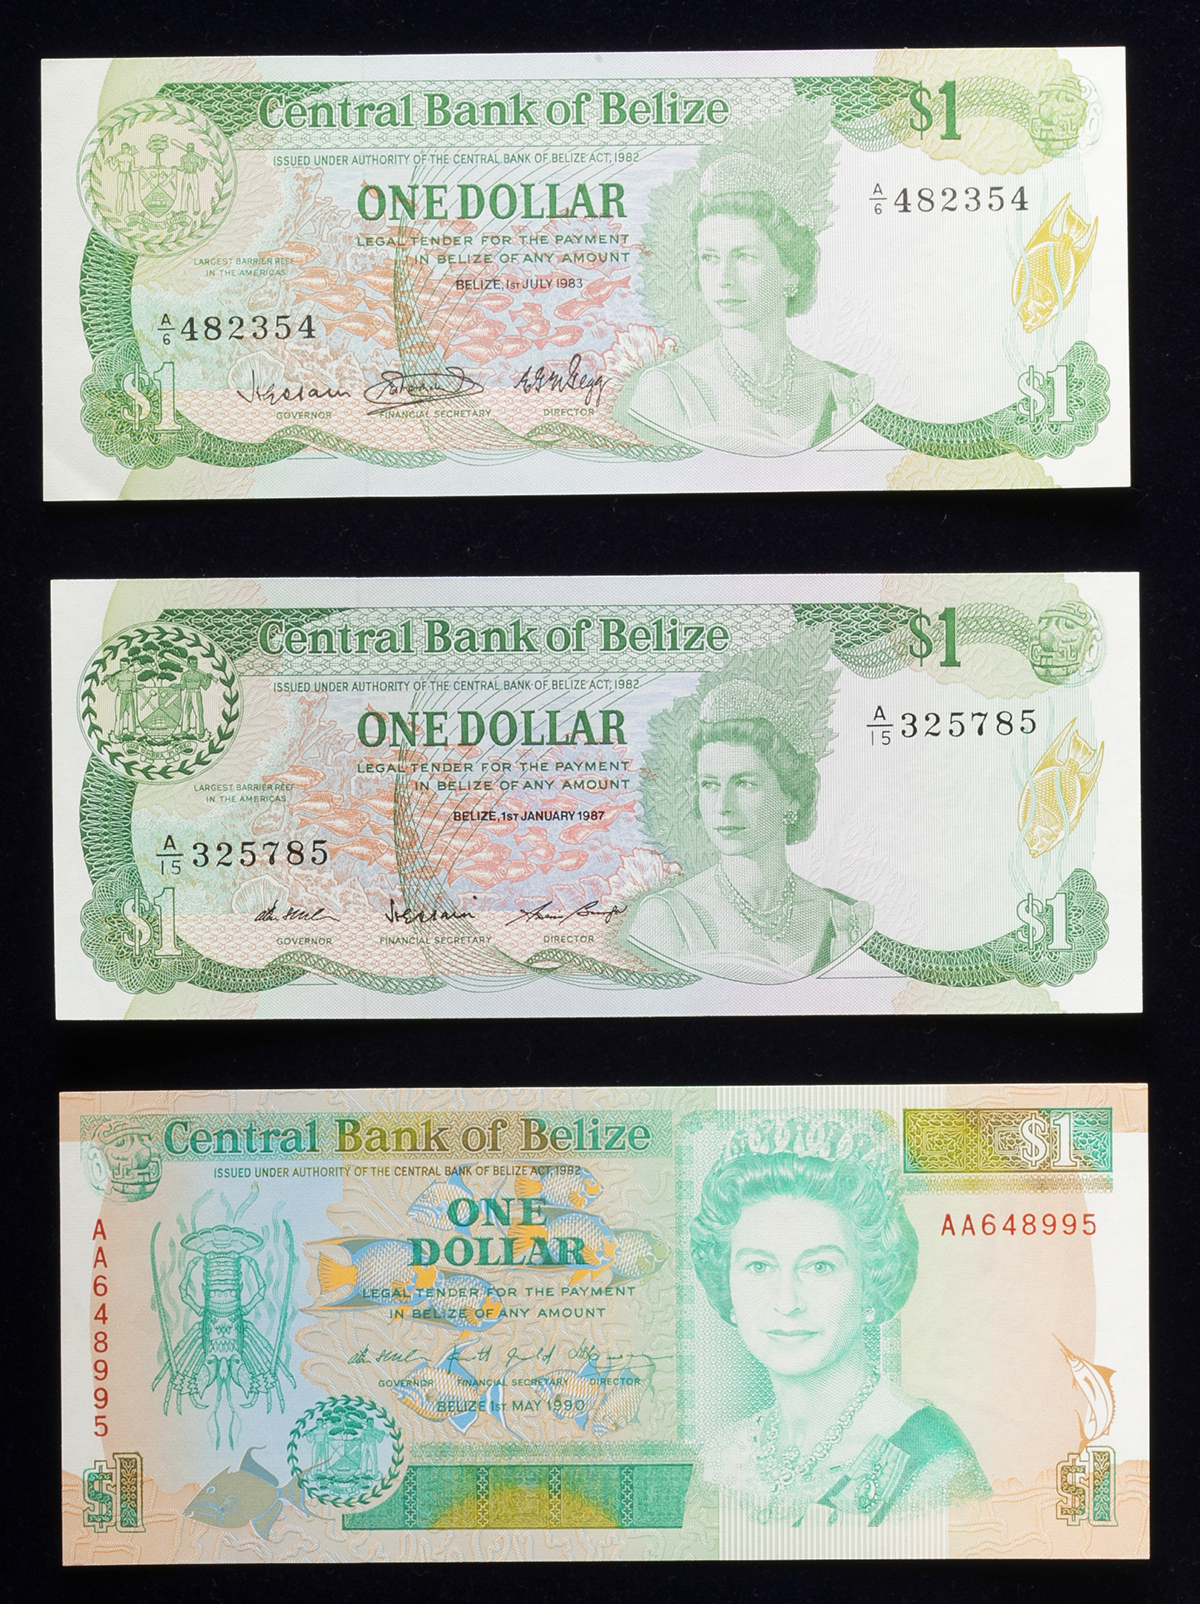 Central Bank of Belize
$1
ISSUED UNDER AUTHORITY OF THE CENTRAL BANK OF BELIZE ACT, 1982
ONE DOLLAR
A/6 482354
LEGAL TENDER FOR THE PAYMENT
IN BELIZE OF ANY AMOUNT
LARGEST BARRIER REEF
IN THE AMERICAS
BELIZE, 1ST JULY 1983
A/6 482354
$1
$1
GOVERNOR FINANCIAL SECRETARY DIRECTOR
Central Bank of Belize
$1
ISSUED UNDER AUTHORITY OF THE CENTRAL BANK OF BELIZE ACT, 1982
ONE DOLLAR
A/15 325785
LEGAL TENDER FOR THE PAYMENT
IN BELIZE OF ANY AMOUNT
LARGEST BARRIER REEF
IN THE AMERICAS
BELIZE, 1ST JANUARY 1987
A/15 325785
$1
$1
GOVERNOR FINANCIAL SECRETARY DIRECTOR
Central Bank of Belize
$1
ISSUED UNDER AUTHORITY OF THE CENTRAL BANK OF BELIZE ACT, 1982
ONE
DOLLAR
AA648995
AA648995
LEGAL TENDER FOR THE PAYMENT
IN BELIZE OF ANY AMOUNT
GOVERNOR FINANCIAL SECRETARY DIRECTOR
BELIZE 1ST. MAY 1990
$1
$1